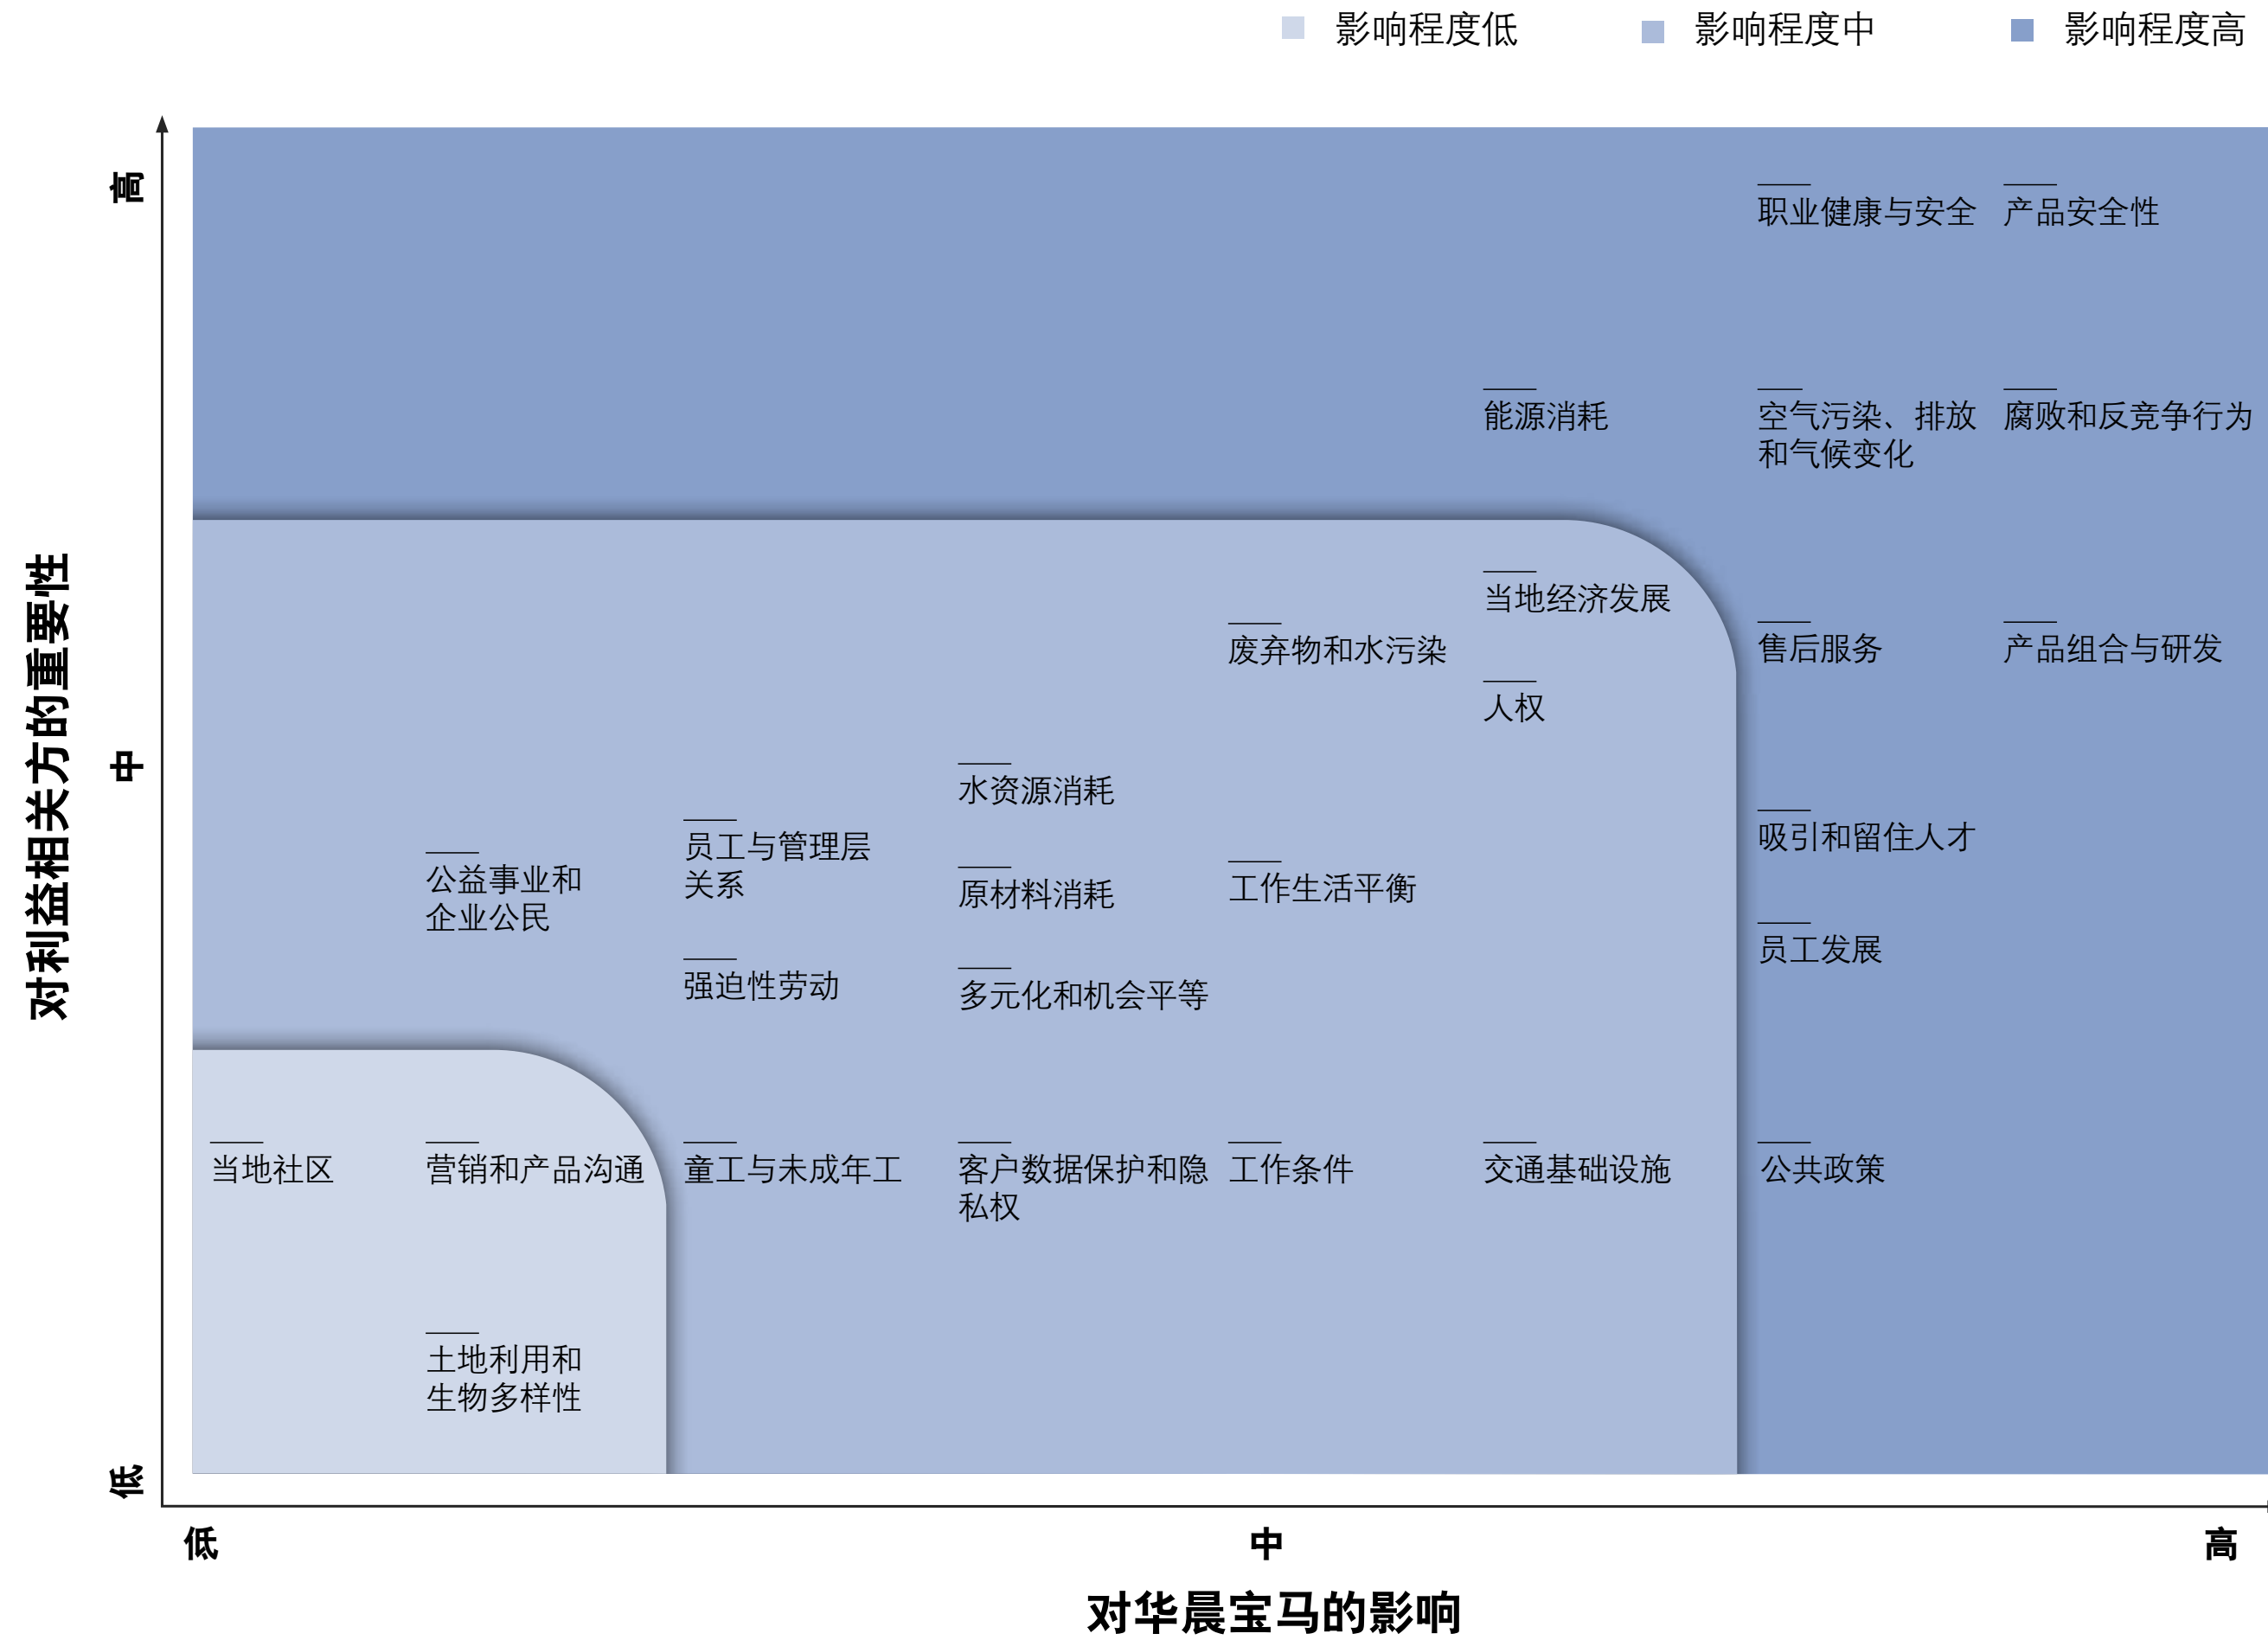 影响程度低
影响程度中
影响程度高
对利益相关方的重要性
高
中
低
职业健康与安全
产品安全性
能源消耗
空气污染、排放
和气候变化
腐败和反竞争行为
当地经济发展
废弃物和水污染
人权
售后服务
产品组合与研发
水资源消耗
员工与管理层
关系
公益事业和
企业公民
原材料消耗
工作生活平衡
吸引和留住人才
强迫性劳动
多元化和机会平等
员工发展
当地社区
营销和产品沟通
童工与未成年工
客户数据保护和隐
私权
工作条件
交通基础设施
公共政策
土地利用和
生物多样性
低
中
高
对华晨宝马的影响